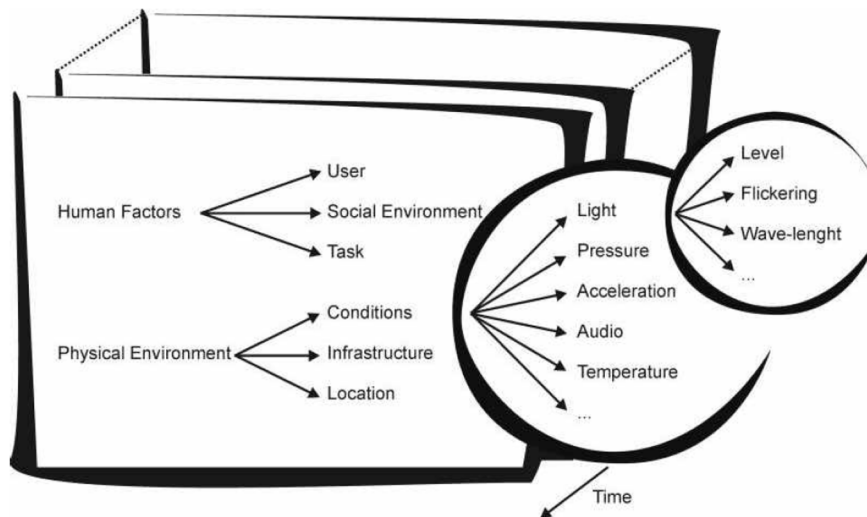 Human Factors
User
Social Environment
Task
Physical Environment
Conditions
Infrastructure
Location
Light
Pressure
Acceleration
Audio
Temperature
...
Level
Flickering
Wave-lenght
...
Time